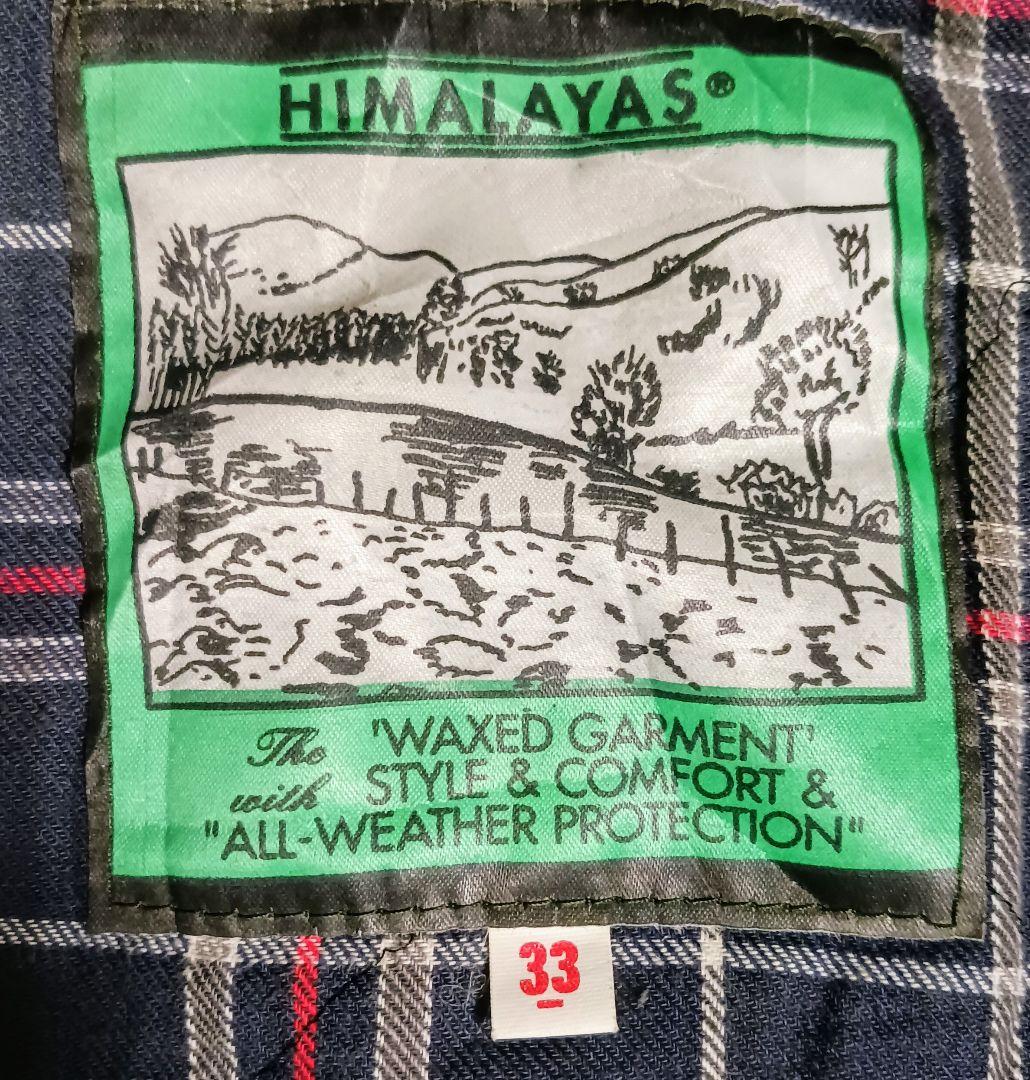 HIMALAYAS®
The 'WAXED GARMENT'
with STYLE & COMFORT &
"ALL-WEATHER PROTECTION"
33